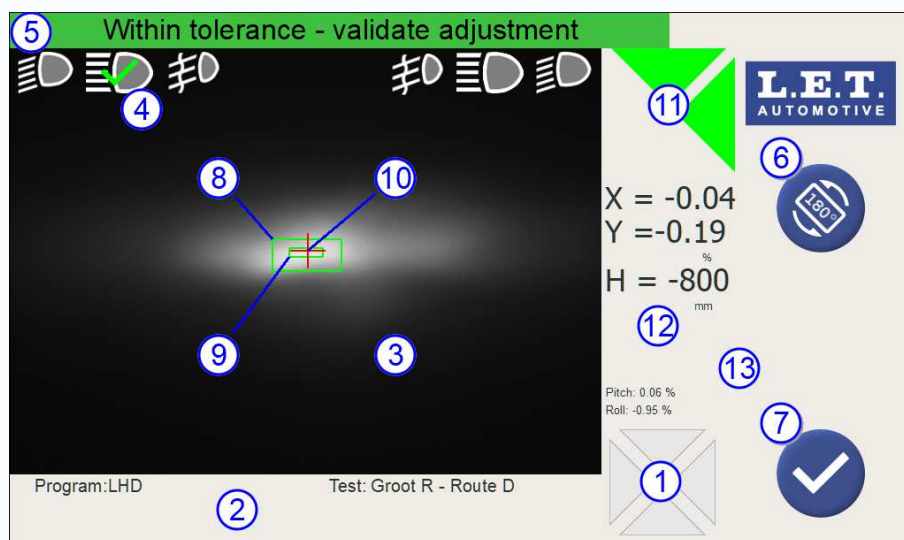 5
Within tolerance - validate adjustment
4
11
L.E.T.
AUTOMOTIVE
6
8
10
180°
X = -0.04
Y =-0.19
%
H = -800
mm
12
9
3
13
Pitch: 0.06 %
Roll: -0.95 %
7
1
Program:LHD
Test: Groot R - Route D
2